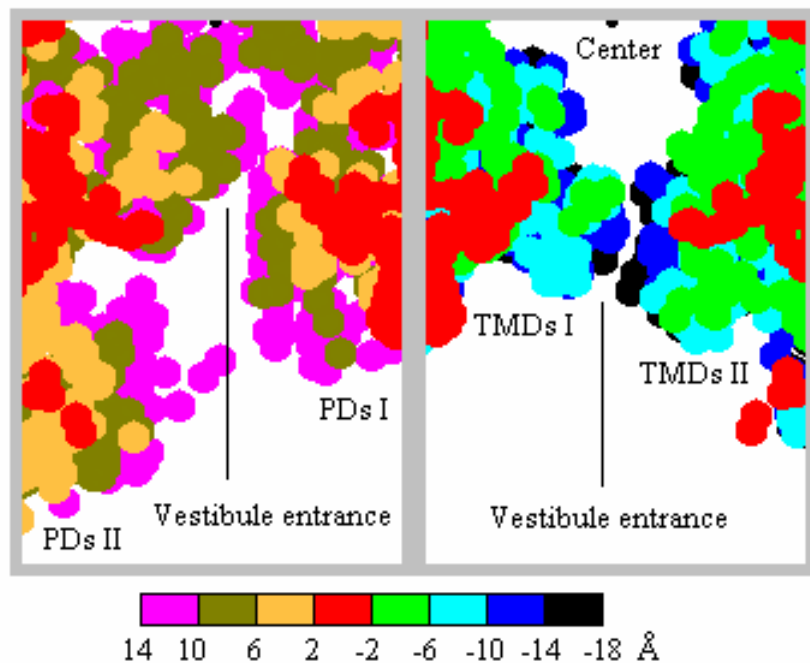 Center
TMDs I
TMDs II
PDs I
Vestibule entrance
Vestibule entrance
PDs II
14 10 6 2 -2 -6 -10 -14 -18 Å